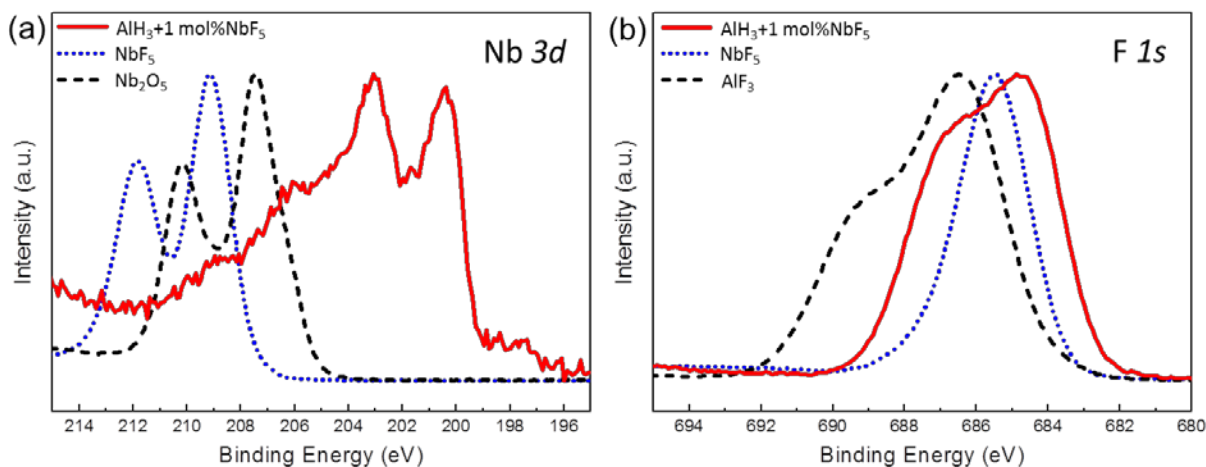 (a)
AlH₃+1 mol%NbF₅
NbF₅
Nb₂O₅
Nb 3d
Intensity (a.u.)
214 212 210 208 206 204 202 200 198 196
Binding Energy (eV)
(b)
AlH₃+1 mol%NbF₅
NbF₅
AlF₃
F 1s
Intensity (a.u.)
694 692 690 688 686 684 682 680
Binding Energy (eV)